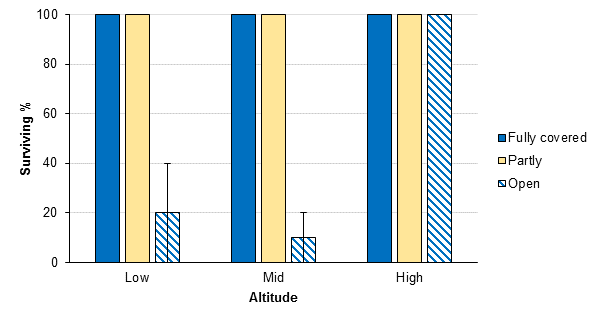 100
80
60
40
20
0
Surviving %
Low Mid High
Altitude
Fully covered
Partly
Open